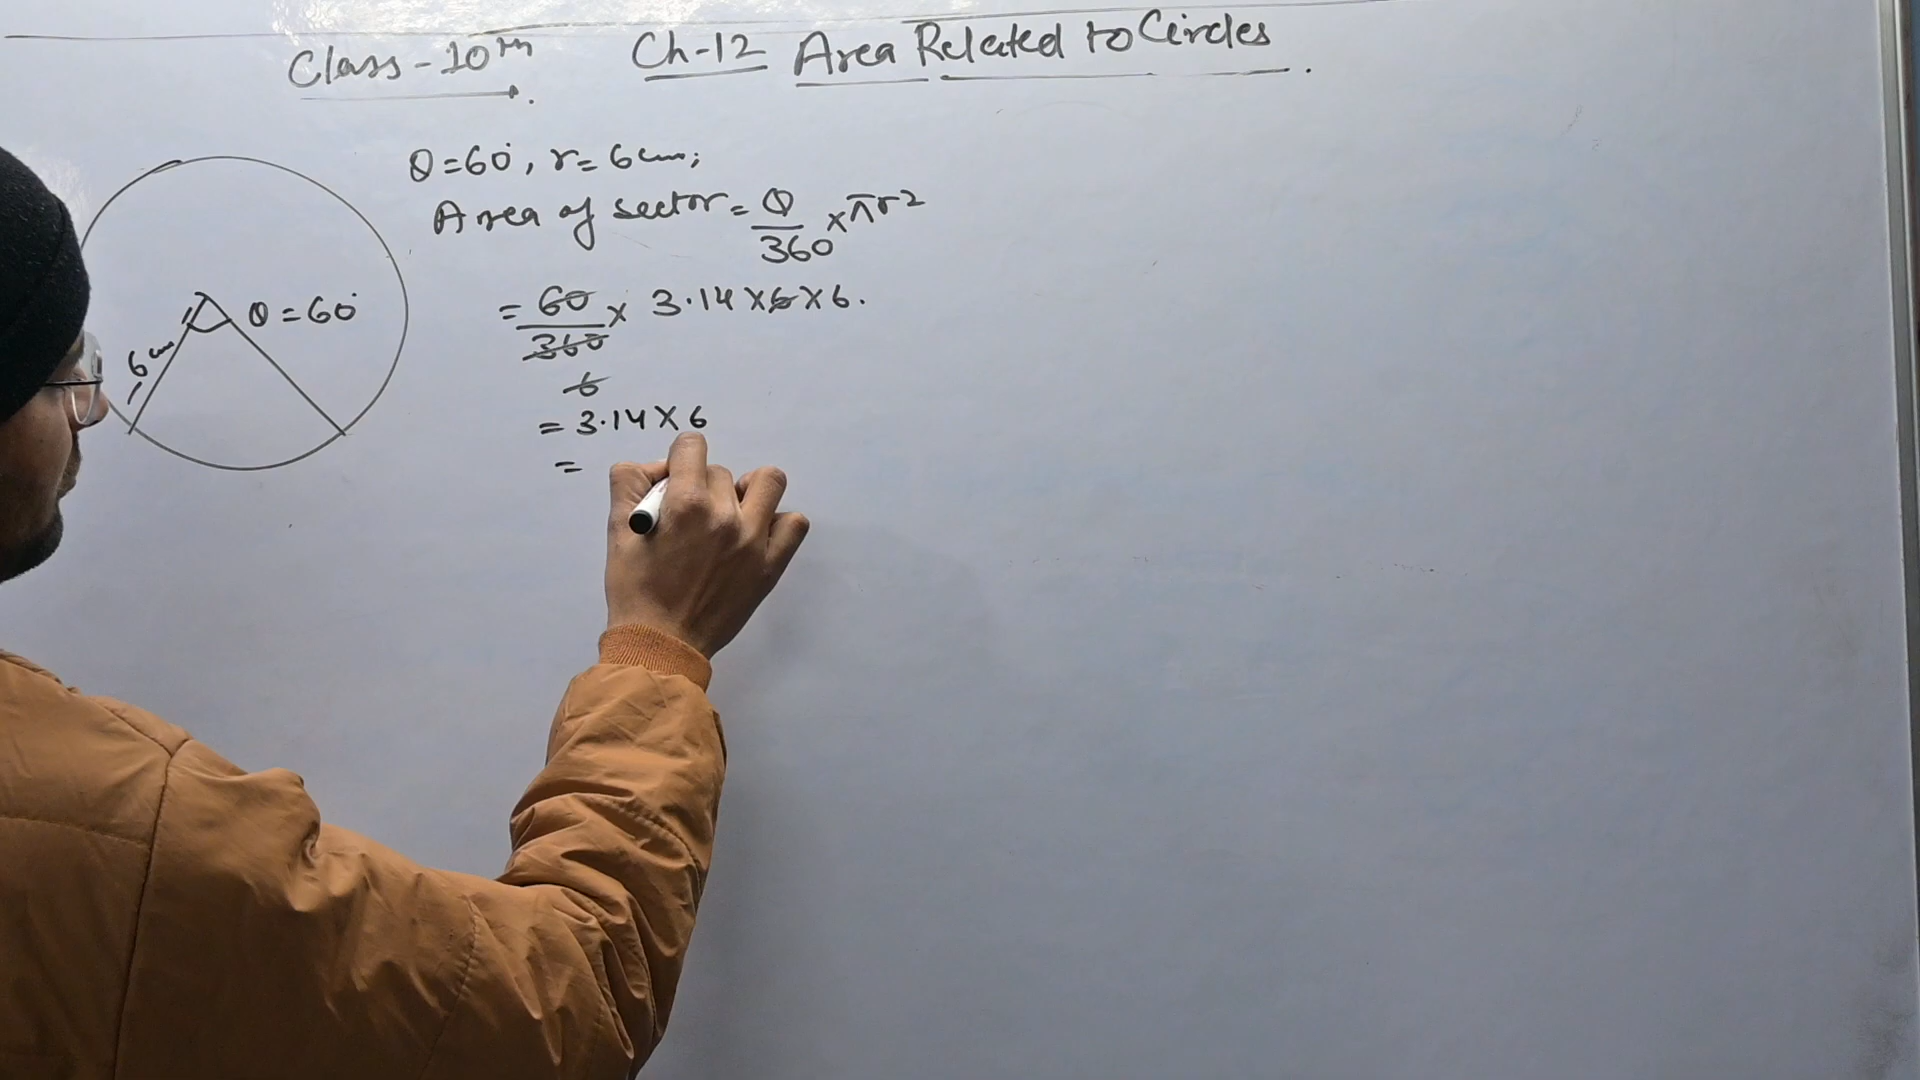 Class-10th Ch-12 Area Related to Circles.
θ=60°, r=6cm;
Area of sector = θ/360 × πr²
θ = 60°
6cm
= 60/360 × 3.14×6×6.
6
= 3.14×6
=